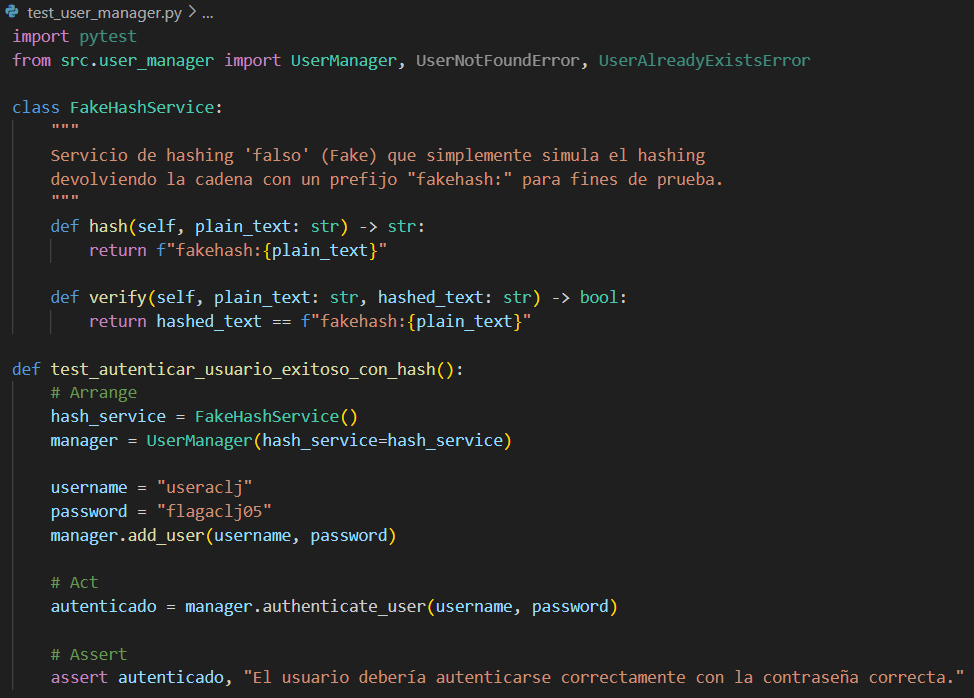 test_user_manager.py > ...
import pytest
from src.user_manager import UserManager, UserNotFoundError, UserAlreadyExistsError
class FakeHashService:
"""
Servicio de hashing 'falso' (Fake) que simplemente simula el hashing
devolviendo la cadena con un prefijo "fakehash:" para fines de prueba.
"""
def hash(self, plain_text: str) -> str:
return f"fakehash:{plain_text}"
def verify(self, plain_text: str, hashed_text: str) -> bool:
return hashed_text == f"fakehash:{plain_text}"
def test_autenticar_usuario_exitoso_con_hash():
# Arrange
hash_service = FakeHashService()
manager = UserManager(hash_service=hash_service)
username = "useraclj"
password = "flagaclj05"
manager.add_user(username, password)
# Act
autenticado = manager.authenticate_user(username, password)
# Assert
assert autenticado, "El usuario debería autenticarse correctamente con la contraseña correcta."